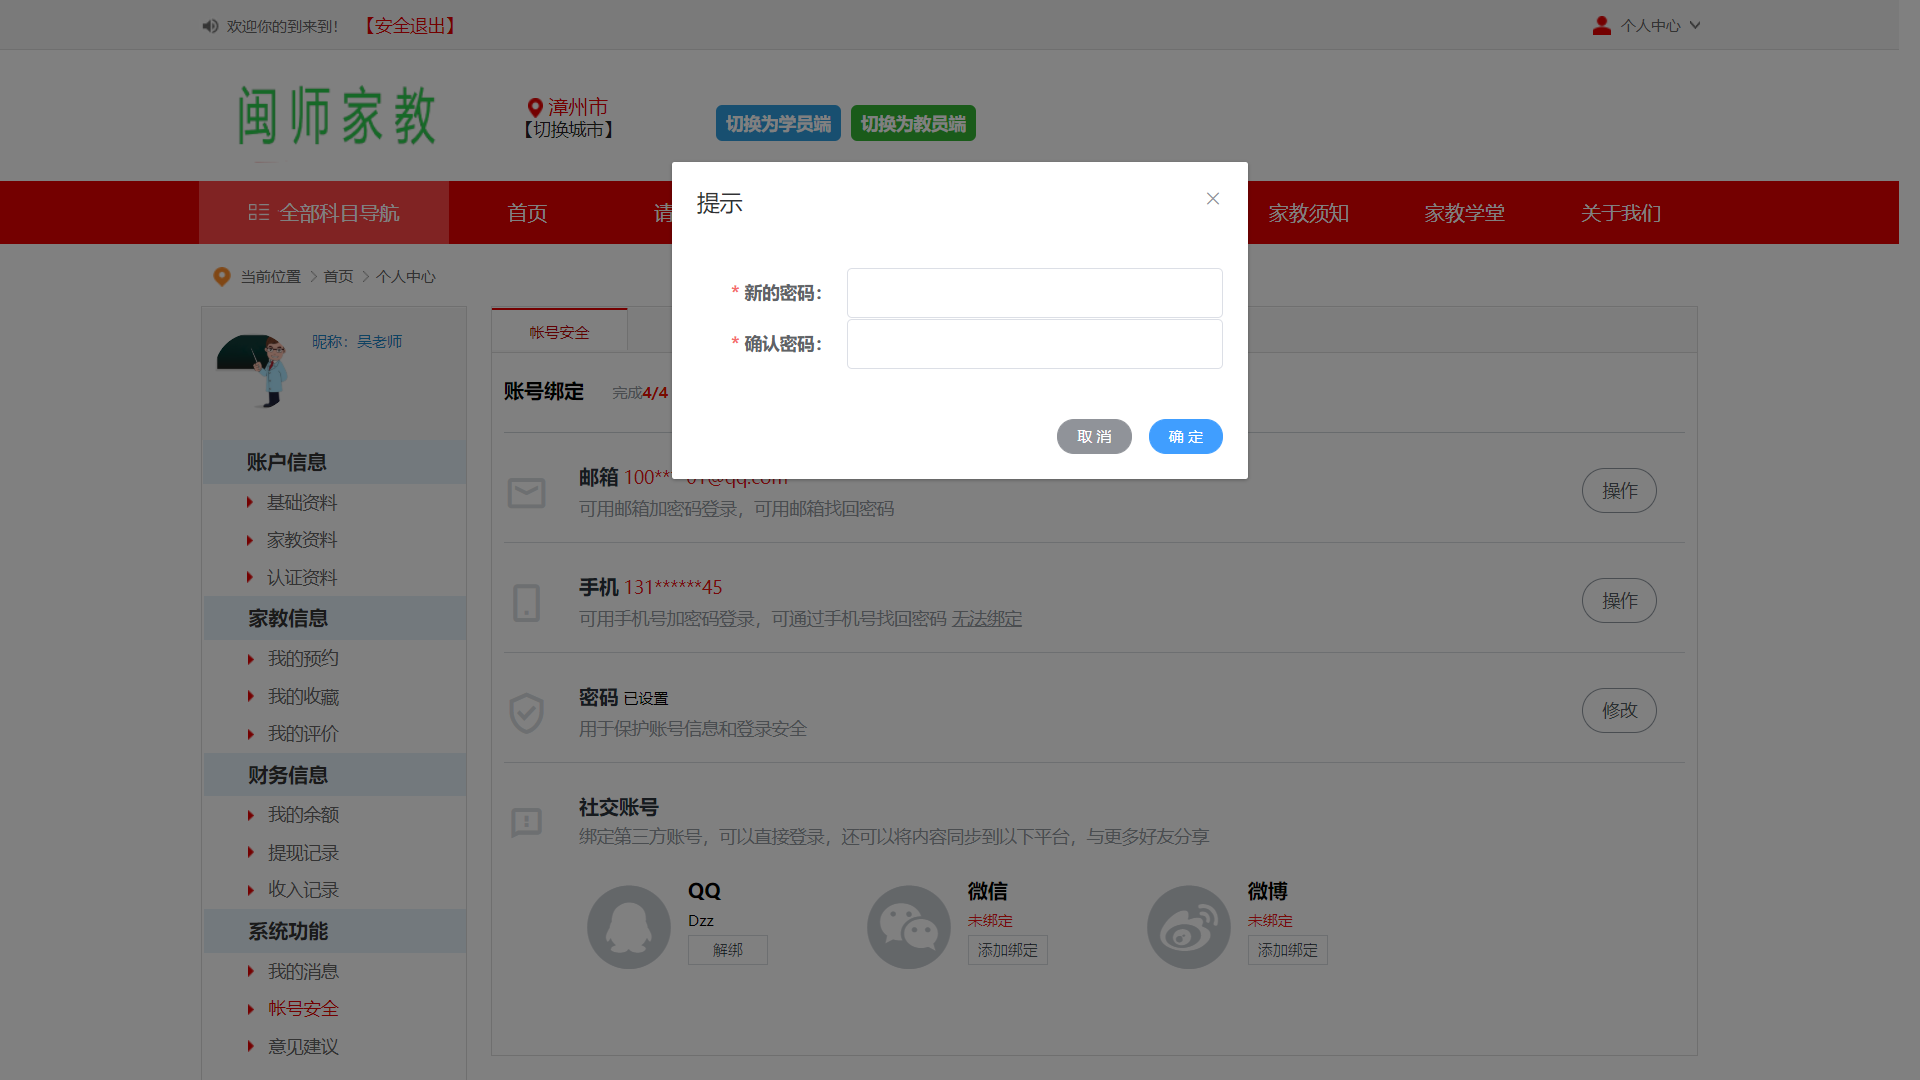 欢迎你的到来到！ 【安全退出】 个人中心
闽师家教
漳州市
【切换城市】
切换为学员端 切换为教员端
全部科目导航 首页 请 家教须知 家教学堂 关于我们
当前位置 首页 个人中心
提示
* 新的密码：
* 确认密码：
取 消 确 定
昵称：吴老师
账户信息
基础资料
家教资料
认证资料
家教信息
我的预约
我的收藏
我的评价
财务信息
我的余额
提现记录
收入记录
系统功能
我的消息
帐号安全
意见建议
帐号安全
账号绑定 完成4/4
邮箱 100***01@qq.com
可用邮箱加密码登录，可用邮箱找回密码
操作
手机 131******45
可用手机号加密码登录，可通过手机号找回密码 无法绑定
操作
密码 已设置
用于保护账号信息和登录安全
修改
社交账号
绑定第三方账号，可以直接登录，还可以将内容同步到以下平台，与更多好友分享
QQ
Dzz
解绑
微信
未绑定
添加绑定
微博
未绑定
添加绑定